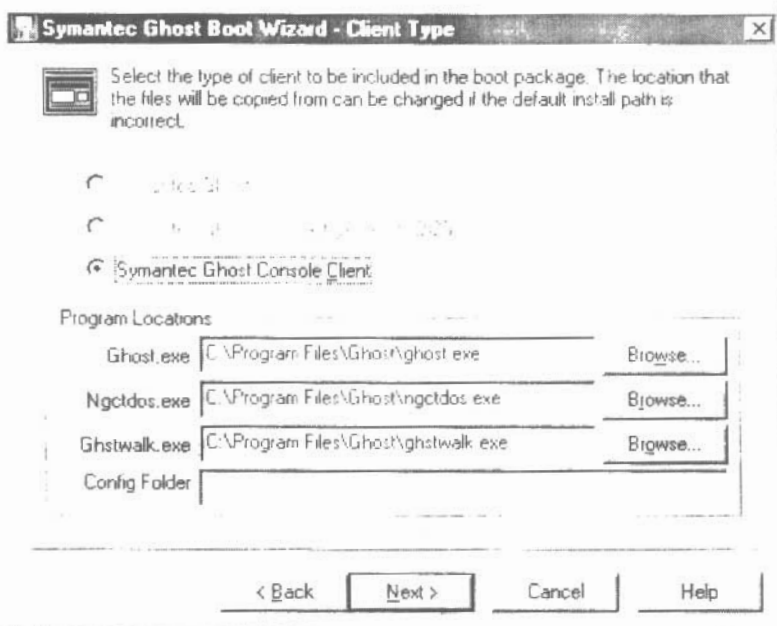 Symantec Ghost Boot Wizard - Client Type
Select the type of client to be included in the boot package. The location that
the files will be copied from can be changed if the default install path is
incorrect.
Symantec Ghost Console Client
Program Locations
Ghost.exe C:\Program Files\Ghost\ghost.exe Browse...
Ngctdos.exe C:\Program Files\Ghost\ngctdos.exe Browse...
Ghstwalk.exe C:\Program Files\Ghost\ghstwalk.exe Browse...
Config Folder
< Back Next > Cancel Help